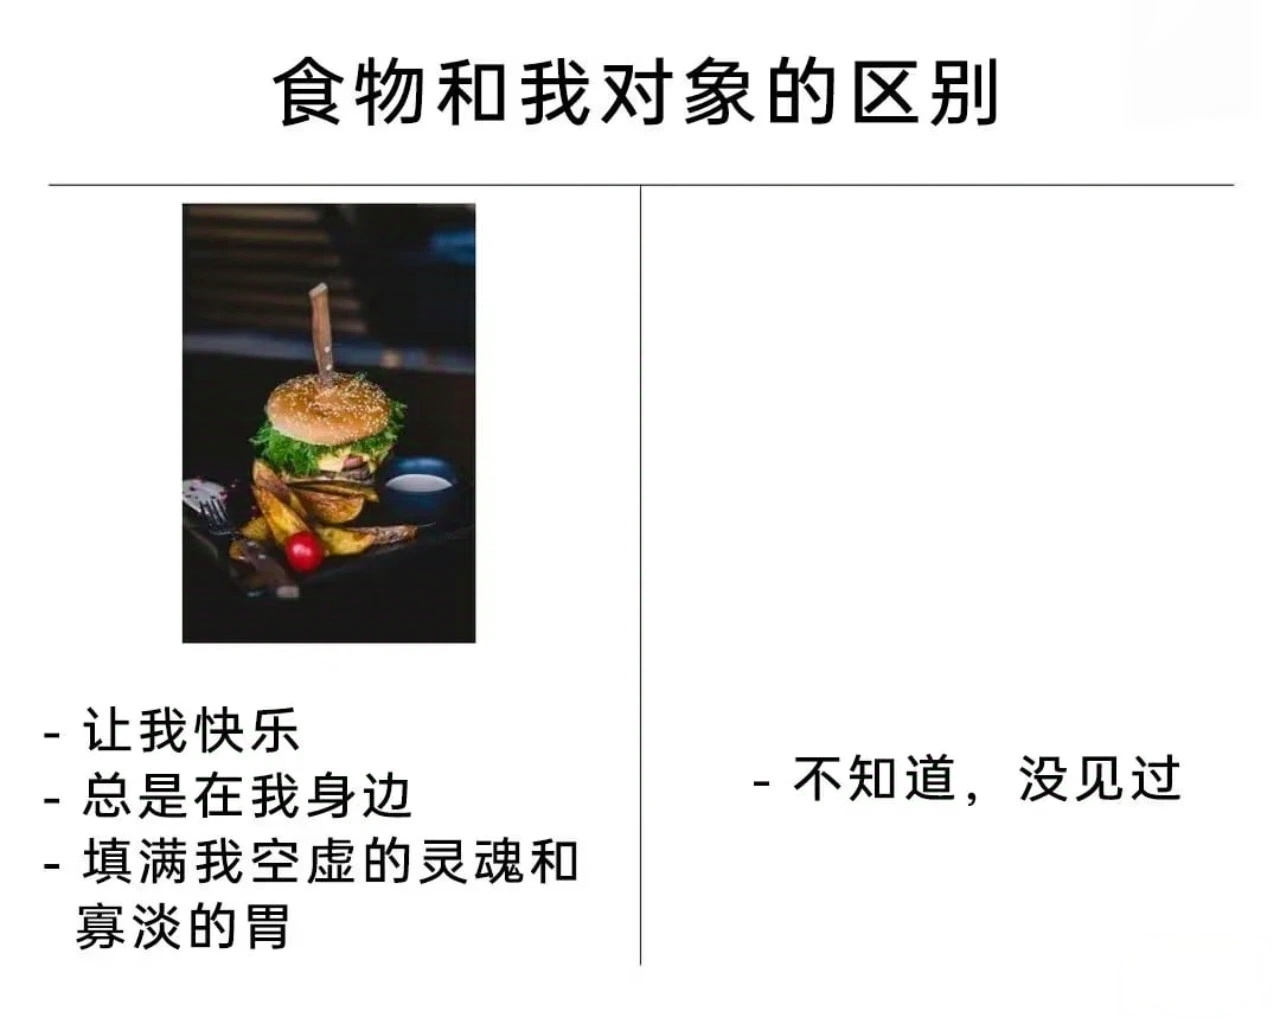 食物和我对象的区别
- 让我快乐
- 总是在我身边
- 填满我空虚的灵魂和
寡淡的胃
- 不知道，没见过